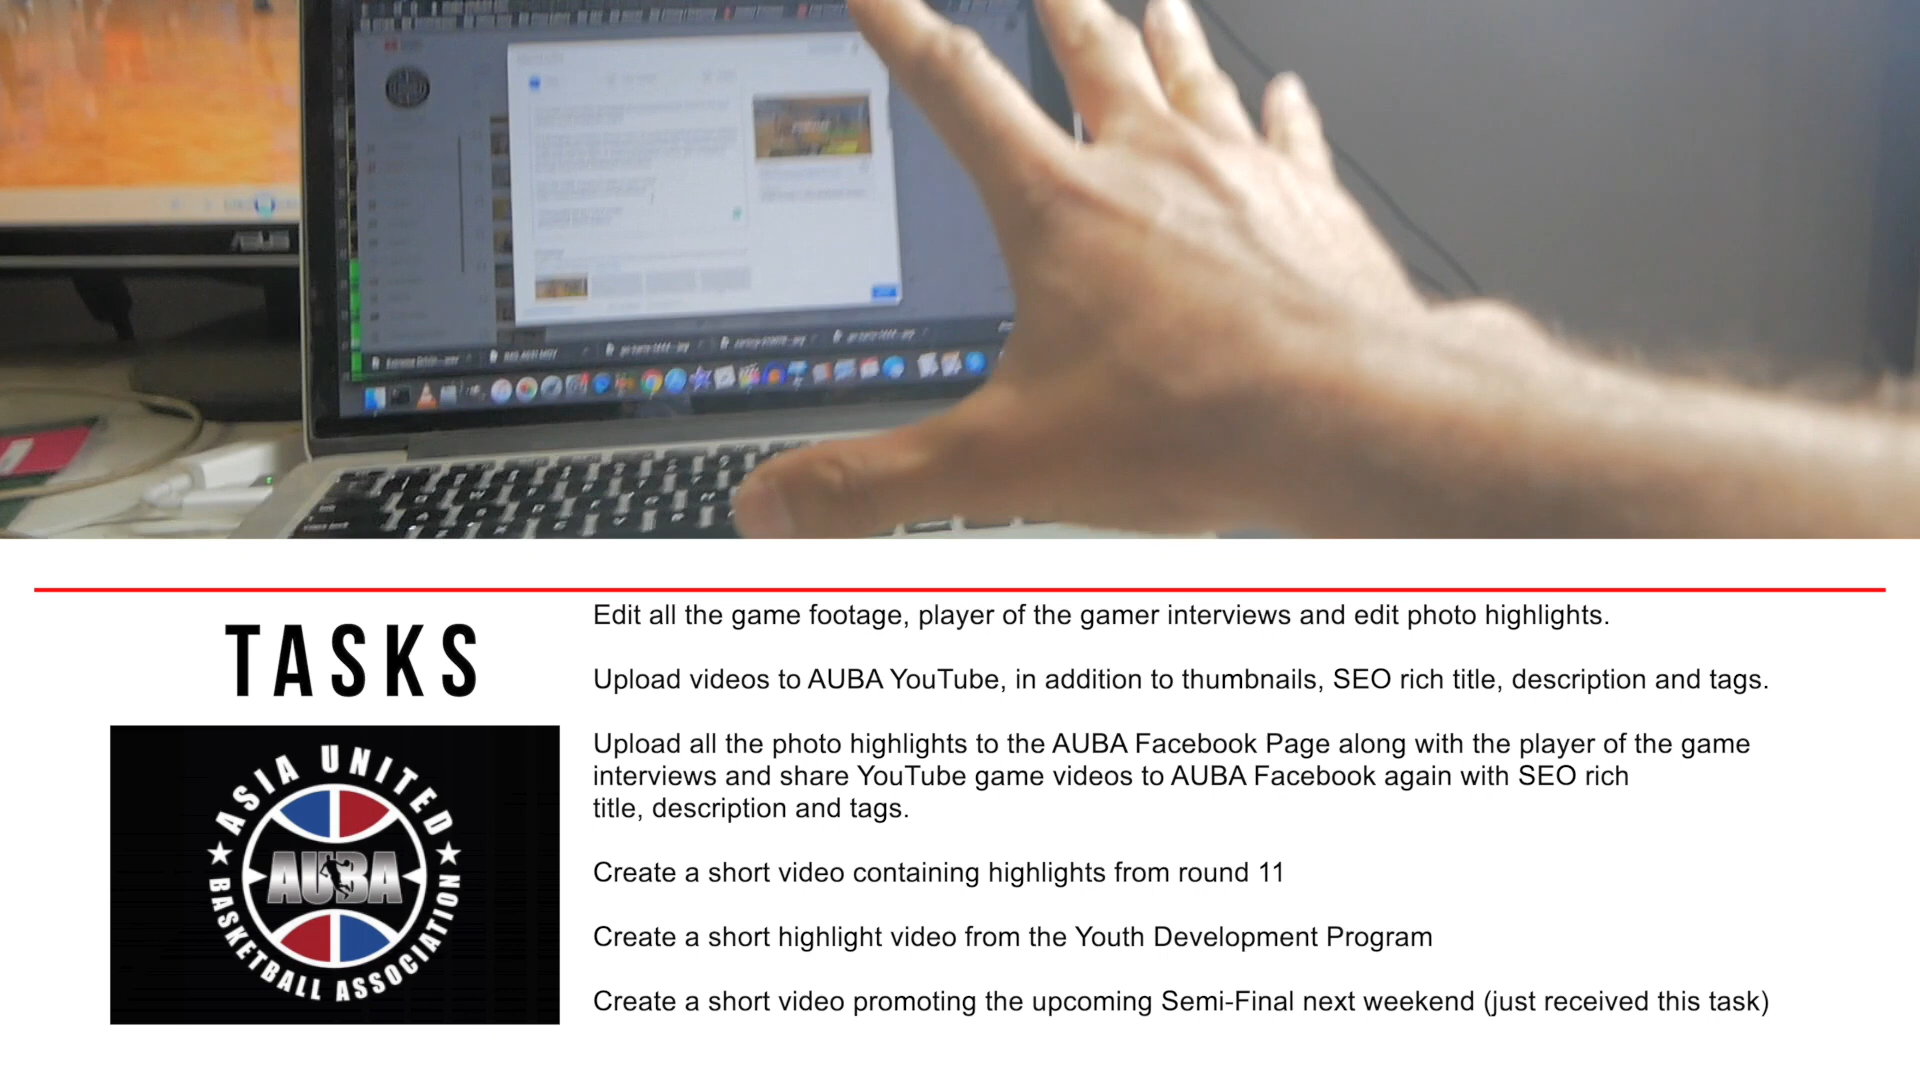 ASUS
TASKS
Edit all the game footage, player of the gamer interviews and edit photo highlights.
Upload videos to AUBA YouTube, in addition to thumbnails, SEO rich title, description and tags.
Upload all the photo highlights to the AUBA Facebook Page along with the player of the game
interviews and share YouTube game videos to AUBA Facebook again with SEO rich
title, description and tags.
Create a short video containing highlights from round 11
Create a short highlight video from the Youth Development Program
Create a short video promoting the upcoming Semi-Final next weekend (just received this task)
ASIA UNITED
AUBA
BASKETBALL ASSOCIATION